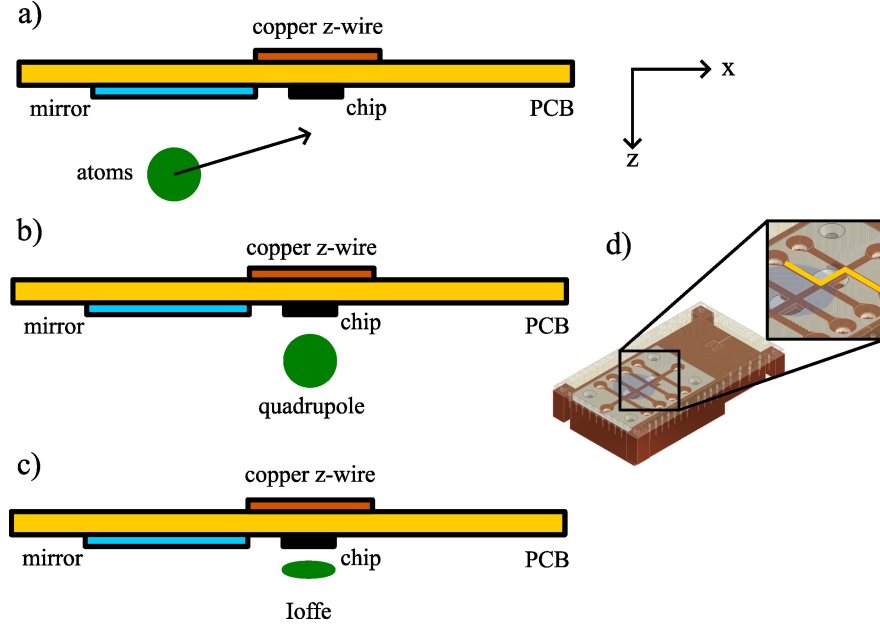 a)
copper z-wire
mirror
chip
PCB
atoms
x
z
b)
copper z-wire
mirror
chip
PCB
quadrupole
c)
copper z-wire
mirror
chip
PCB
Ioffe
d)